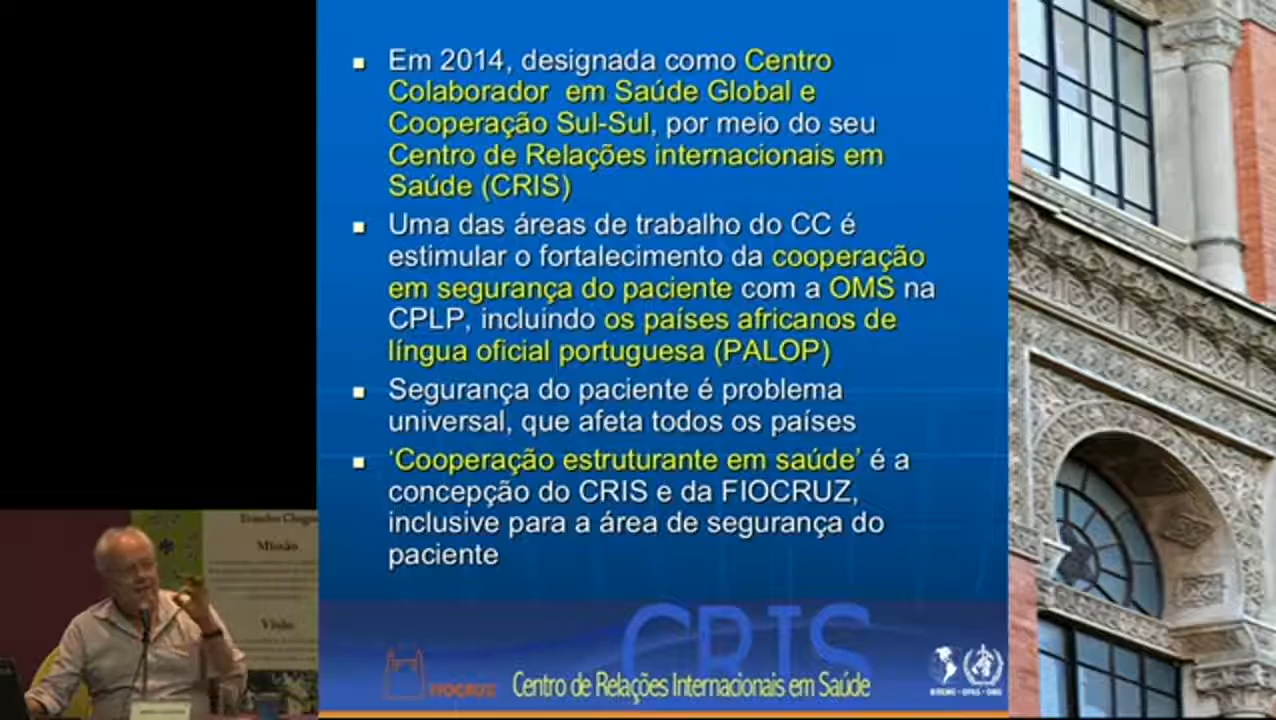 Em 2014, designada como Centro
Colaborador em Saúde Global e
Cooperação Sul-Sul, por meio do seu
Centro de Relações internacionais em
Saúde (CRIS)
Uma das áreas de trabalho do CC é
estimular o fortalecimento da cooperação
em segurança do paciente com a OMS na
CPLP, incluindo os países africanos de
língua oficial portuguesa (PALOP)
Segurança do paciente é problema
universal, que afeta todos os países
‘Cooperação estruturante em saúde’ é a
concepção do CRIS e da FIOCRUZ,
inclusive para a área de segurança do
paciente
CRIS
FIOCRUZ
Centro de Relações Internacionais em Saúde
Missão
Visão